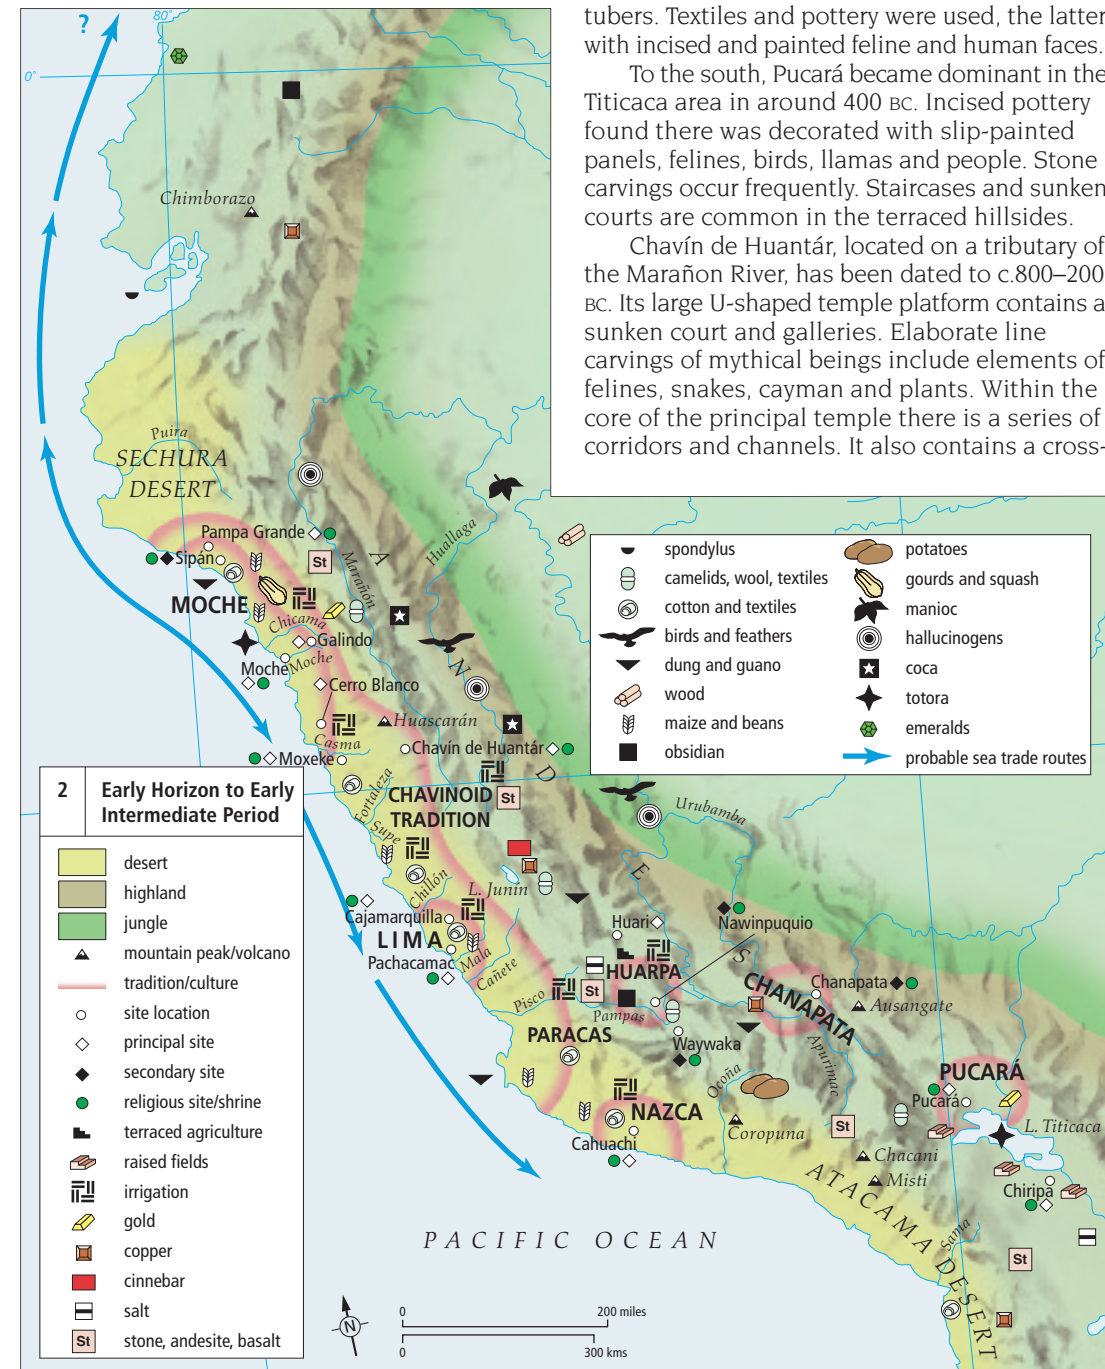 tubers. Textiles and pottery were used, the latter
with incised and painted feline and human faces.
To the south, Pucará became dominant in the
Titicaca area in around 400 BC. Incised pottery
found there was decorated with slip-painted
panels, felines, birds, llamas and people. Stone
carvings occur frequently. Staircases and sunken
courts are common in the terraced hillsides.
Chavín de Huantár, located on a tributary of
the Marañon River, has been dated to c.800–200
BC. Its large U-shaped temple platform contains a
sunken court and galleries. Elaborate line
carvings of mythical beings include elements of
felines, snakes, cayman and plants. Within the
core of the principal temple there is a series of
corridors and channels. It also contains a cross-
?
80°
0°
Chimborazo
Puira
SECHURA
DESERT
Pampa Grande
Sipán
St
Marañón
Huallaga
MOCHE
Chicama
Galindo
Moche
Moche
Cerro Blanco
Huascarán
Casma
Chavín de Huantár
Moxeke
ANDES
Fortaleza
CHAVINOID
TRADITION
St
Supe
Urubamba
Chillón
L. Junín
Cajamarquilla
LIMA
Pachacamac
Mala
Cañete
Huari
Nawinpuquio
HUARPA
CHANAPATA
Chanapata
Ausangate
Pisco
St
Pampas
PARACAS
Waywaka
Apurimac
Ocoña
PUCARÁ
Pucará
NAZCA
Cahuachi
Coropuna
St
L. Titicaca
Chacani
Misti
Chiripa
ATACAMA DESERT
Sama
St
PACIFIC OCEAN
spondylus
camelids, wool, textiles
cotton and textiles
birds and feathers
dung and guano
wood
maize and beans
obsidian
potatoes
gourds and squash
manioc
hallucinogens
coca
totora
emeralds
probable sea trade routes
2 Early Horizon to Early
Intermediate Period
desert
highland
jungle
mountain peak/volcano
tradition/culture
site location
principal site
secondary site
religious site/shrine
terraced agriculture
raised fields
irrigation
gold
copper
cinnebar
salt
St stone, andesite, basalt
N
0 200 miles
0 300 kms